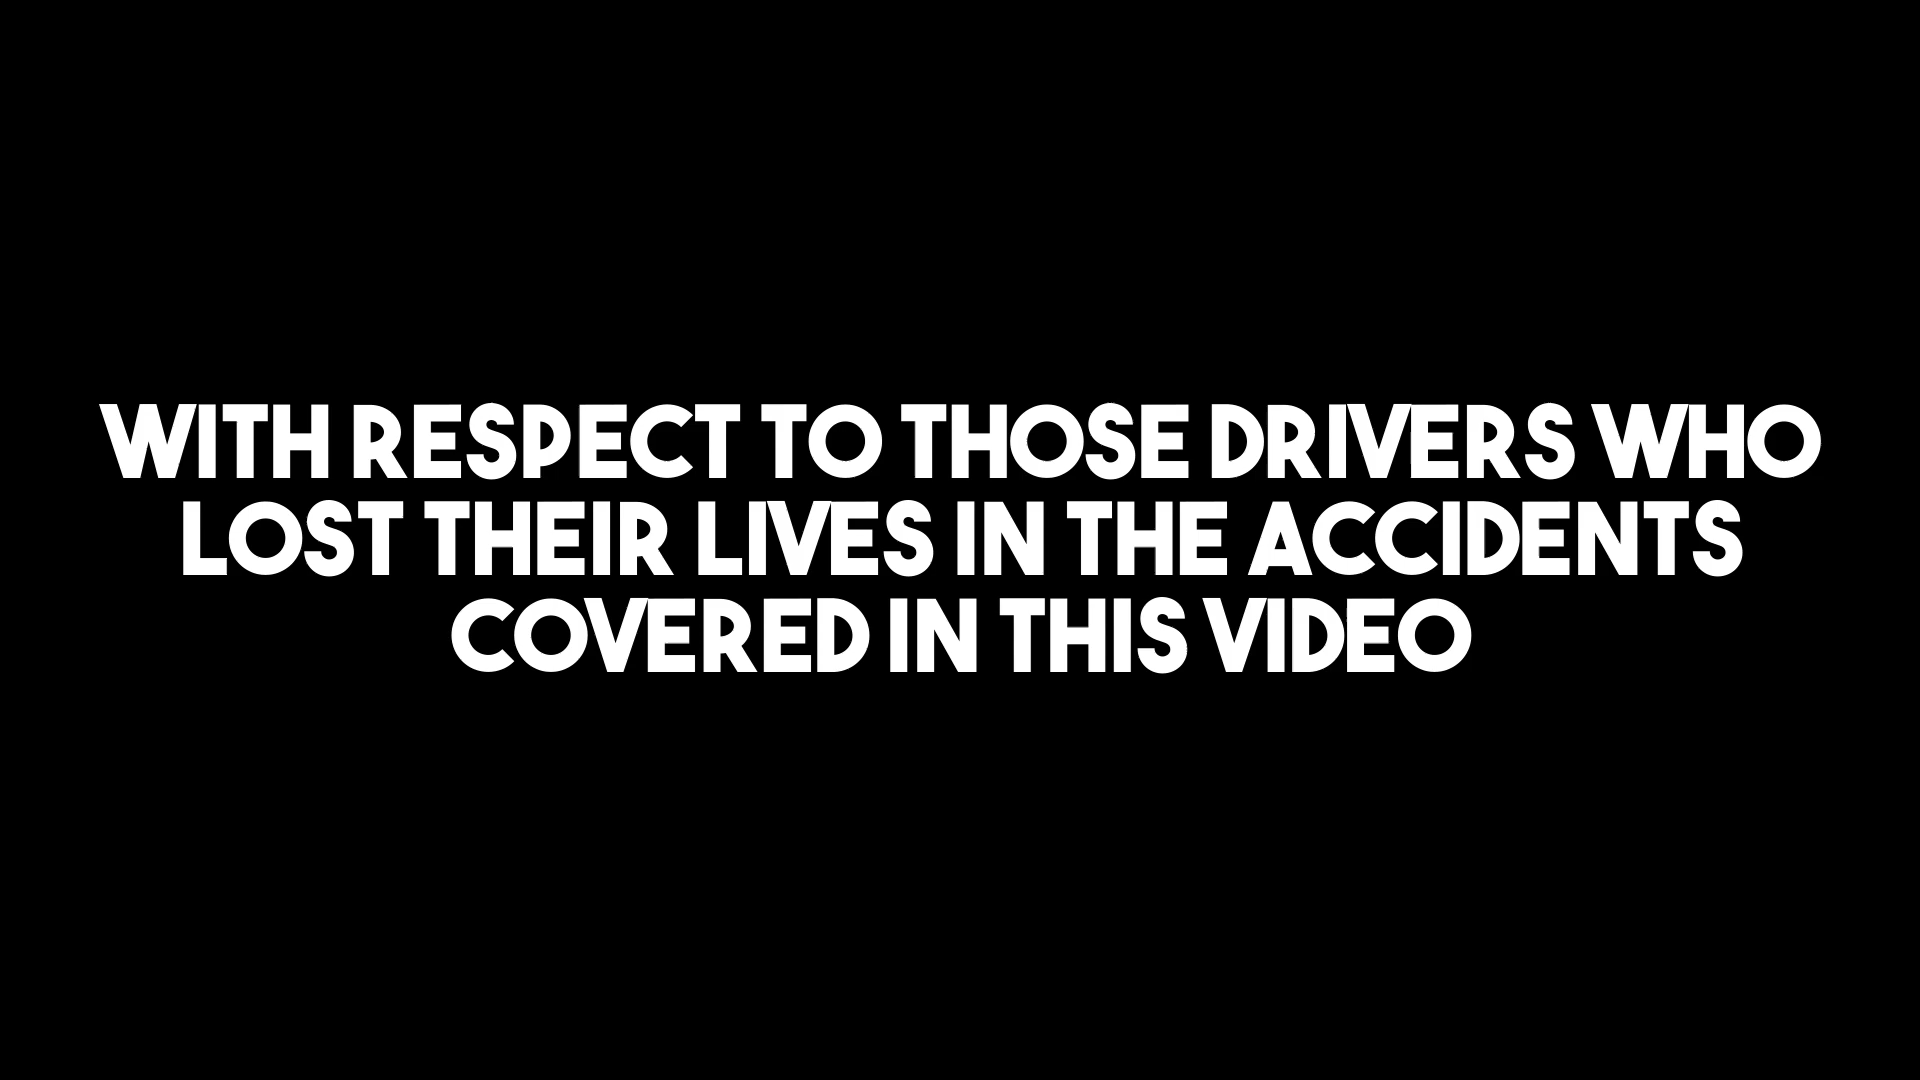 WITH RESPECT TO THOSE DRIVERS WHO
LOST THEIR LIVES IN THE ACCIDENTS
COVERED IN THIS VIDEO